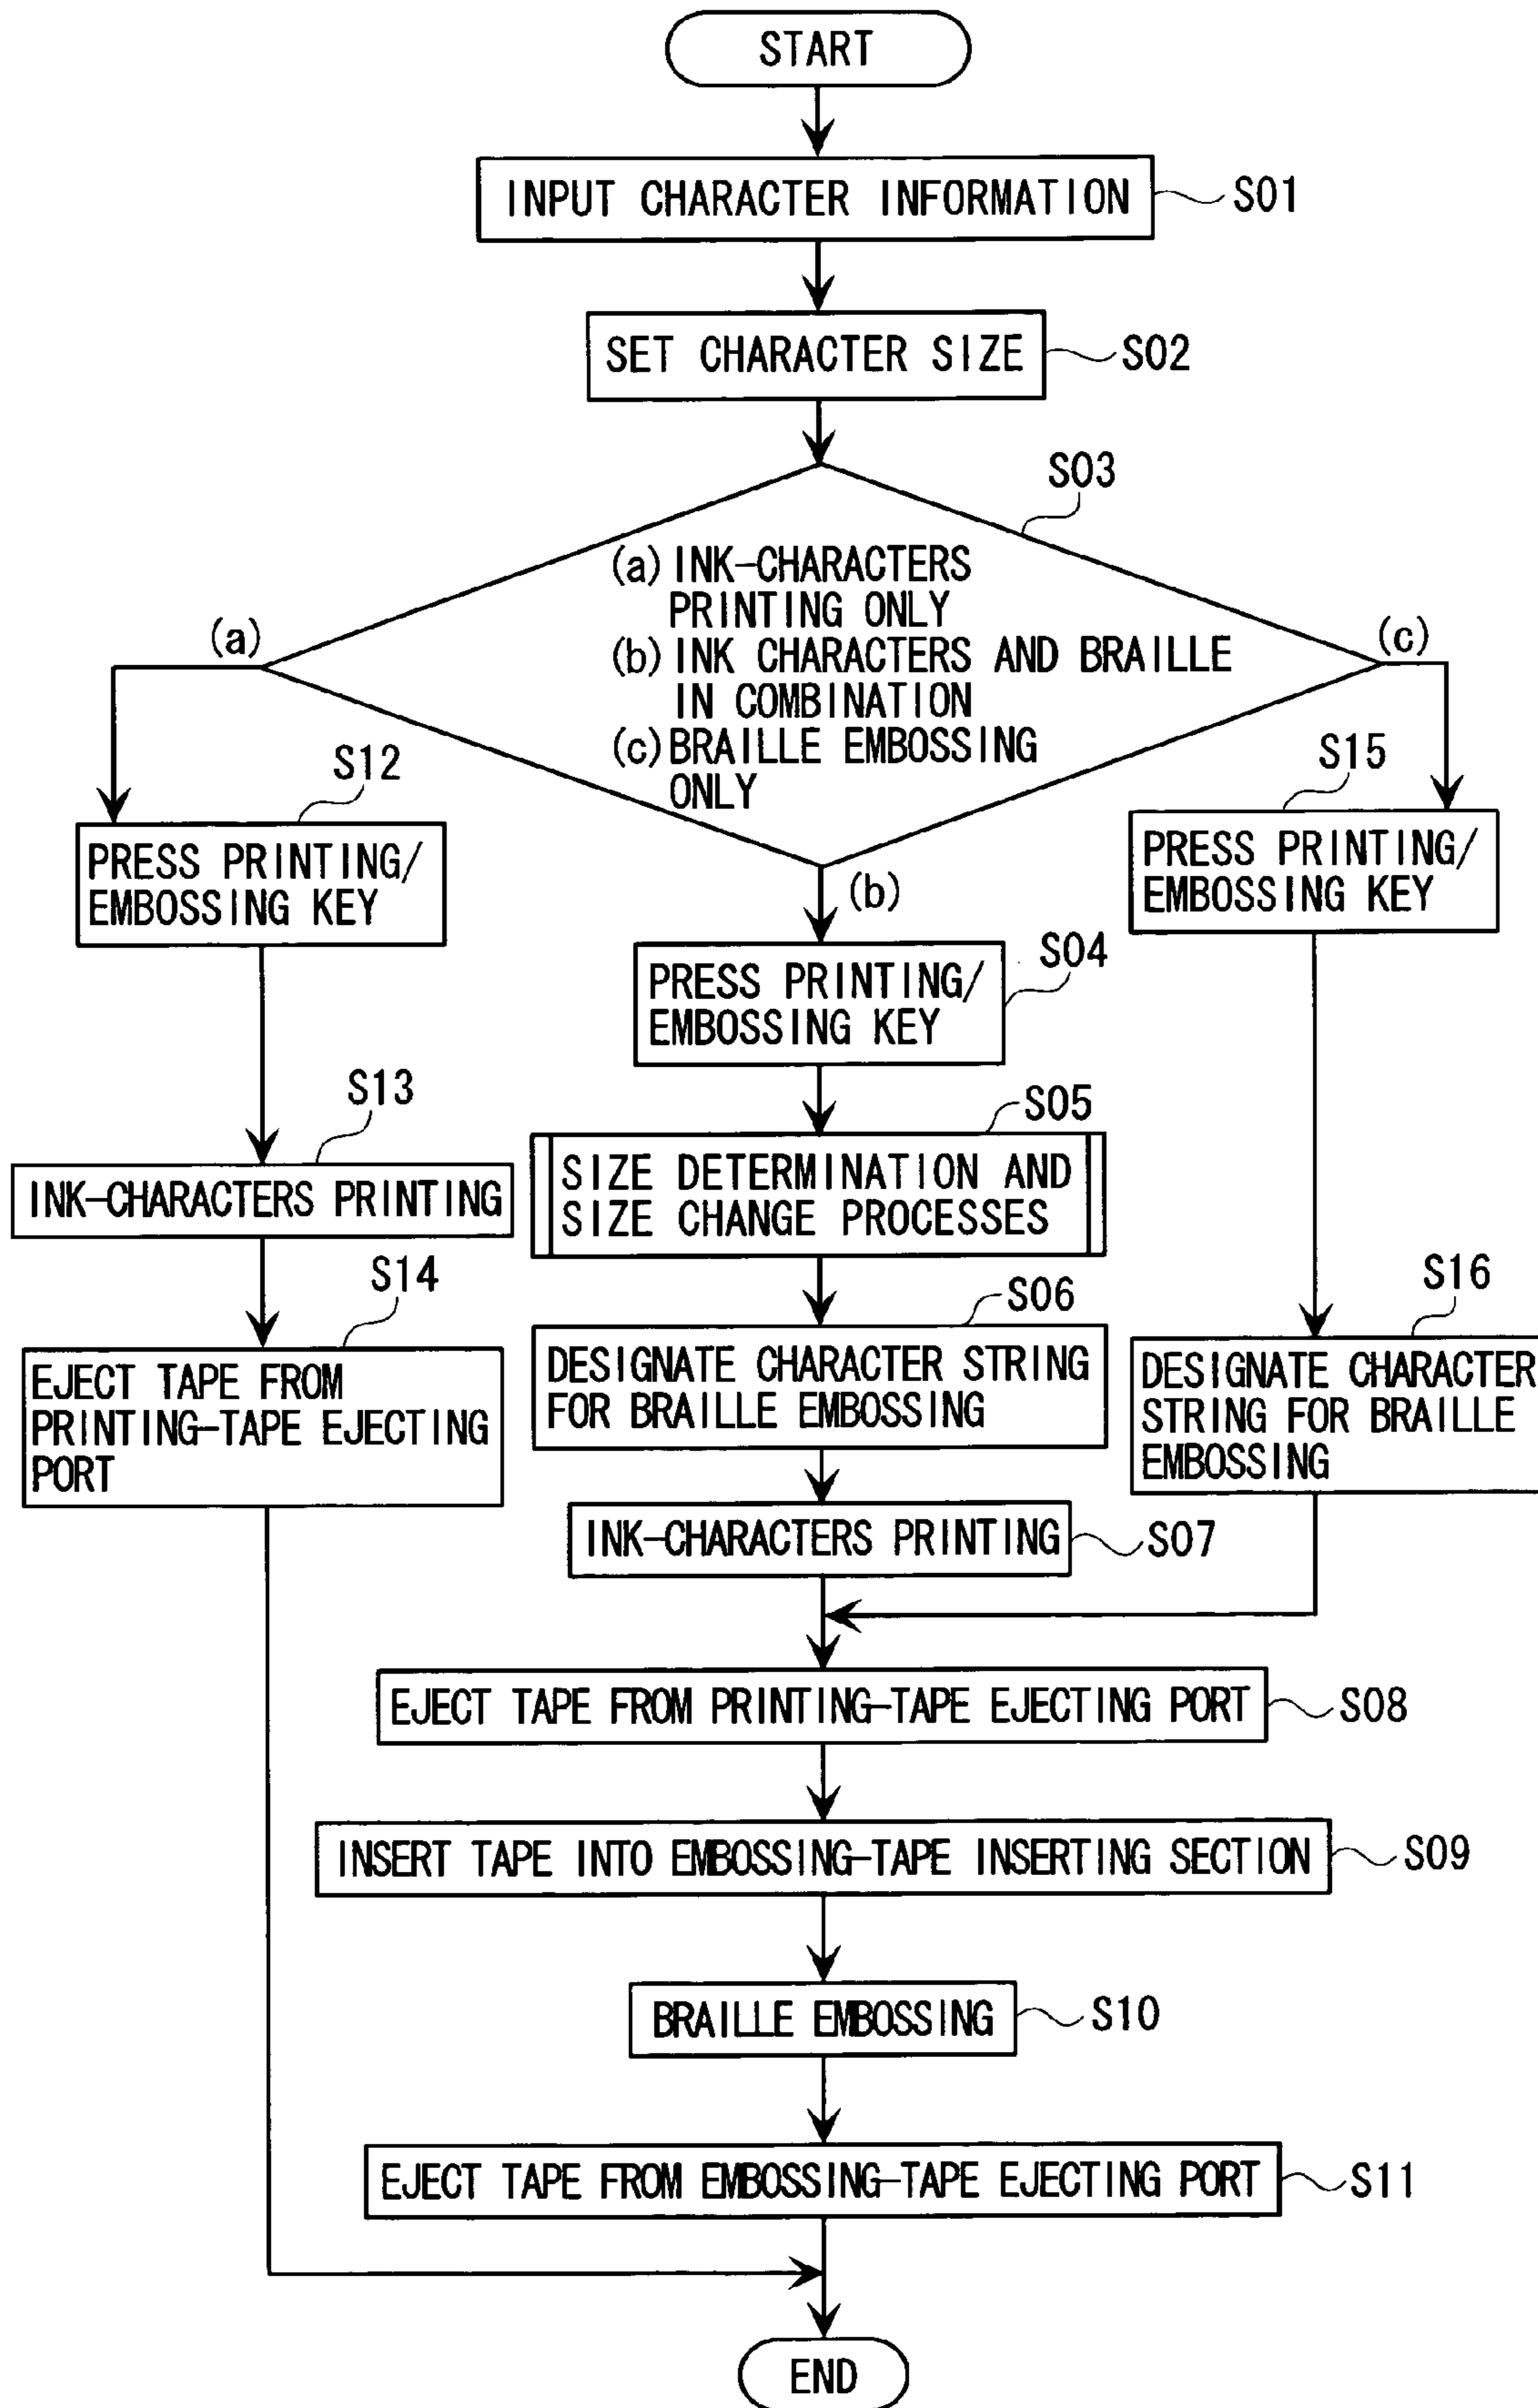 START
INPUT CHARACTER INFORMATION
S01
SET CHARACTER SIZE
S02
S03
(a) INK-CHARACTERS
PRINTING ONLY
(b) INK CHARACTERS AND BRAILLE
IN COMBINATION
(c) BRAILLE EMBOSSING
ONLY
(a)
(c)
(b)
S12
PRESS PRINTING/
EMBOSSING KEY
S15
PRESS PRINTING/
EMBOSSING KEY
S04
PRESS PRINTING/
EMBOSSING KEY
S13
INK-CHARACTERS PRINTING
S05
SIZE DETERMINATION AND
SIZE CHANGE PROCESSES
S14
EJECT TAPE FROM
PRINTING-TAPE EJECTING
PORT
S06
DESIGNATE CHARACTER STRING
FOR BRAILLE EMBOSSING
S16
DESIGNATE CHARACTER
STRING FOR BRAILLE
EMBOSSING
INK-CHARACTERS PRINTING
S07
EJECT TAPE FROM PRINTING-TAPE EJECTING PORT
S08
INSERT TAPE INTO EMBOSSING-TAPE INSERTING SECTION
S09
BRAILLE EMBOSSING
S10
EJECT TAPE FROM EMBOSSING-TAPE EJECTING PORT
S11
END